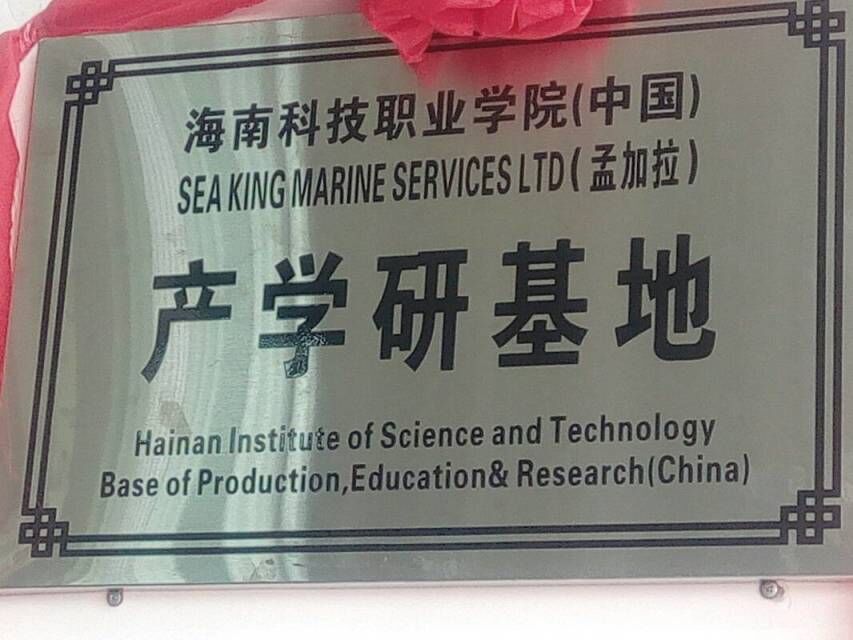 海南科技职业学院(中国)
SEA KING MARINE SERVICES LTD(孟加拉)
产学研基地
Hainan Institute of Science and Technology
Base of Production,Education& Research(China)